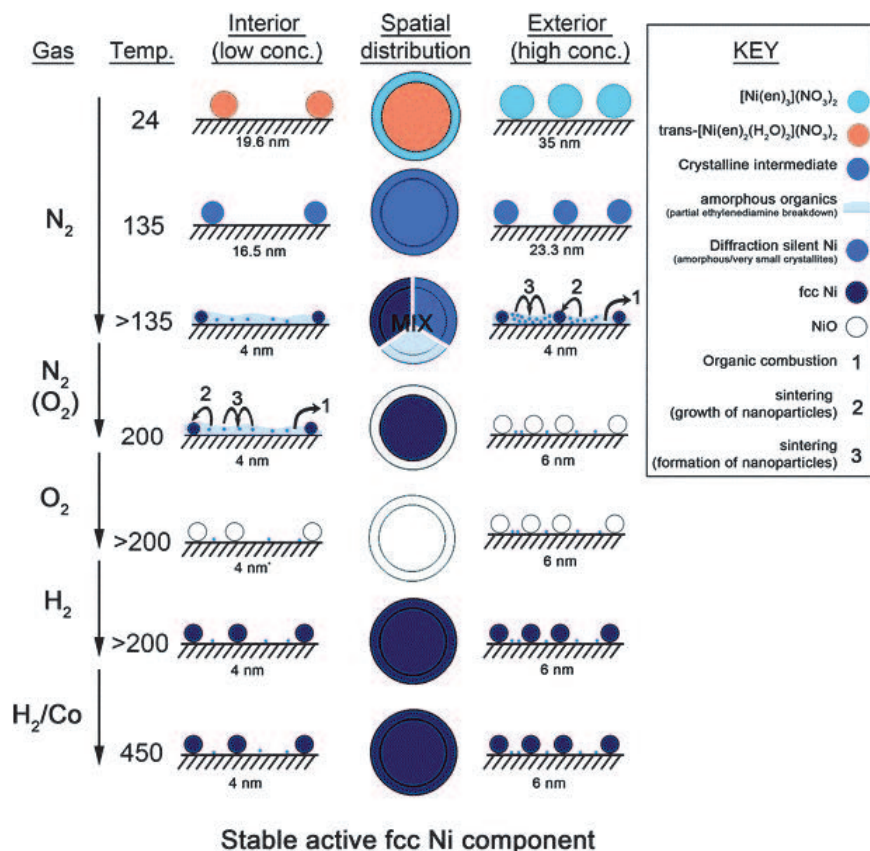 Gas
Temp.
Interior
(low conc.)
Spatial
distribution
Exterior
(high conc.)
KEY
[Ni(en)₃](NO₃)₂
trans-[Ni(en)₂(H₂O)₂](NO₃)₂
Crystalline intermediate
amorphous organics
(partial ethylenediamine breakdown)
Diffraction silent Ni
(amorphous/very small crystallites)
fcc Ni
NiO
Organic combustion 1
sintering
(growth of nanoparticles) 2
sintering
(formation of nanoparticles) 3
24
19.6 nm
35 nm
N₂
135
16.5 nm
23.3 nm
>135
4 nm
MIX
3 2 1
4 nm
N₂
(O₂)
200
2 3 1
4 nm
6 nm
O₂
>200
4 nm*
6 nm
H₂
>200
4 nm
6 nm
H₂/Co
450
4 nm
6 nm
Stable active fcc Ni component